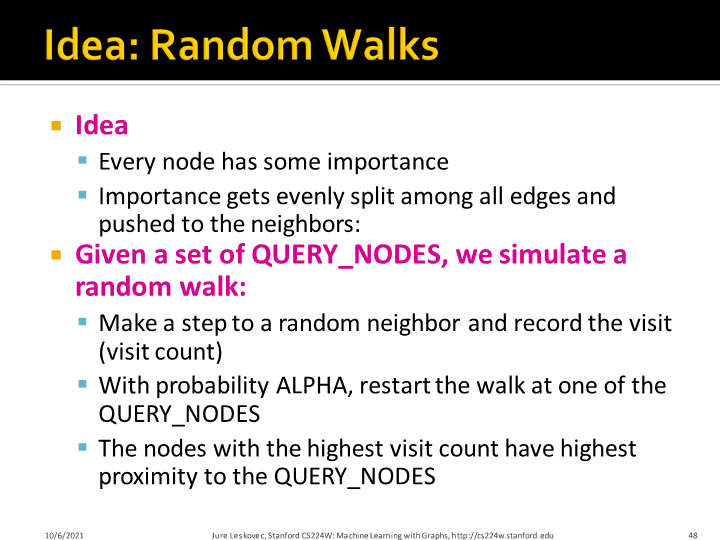 Idea: Random Walks
Idea
Every node has some importance
Importance gets evenly split among all edges and
pushed to the neighbors:
Given a set of QUERY_NODES, we simulate a
random walk:
Make a step to a random neighbor and record the visit
(visit count)
With probability ALPHA, restart the walk at one of the
QUERY_NODES
The nodes with the highest visit count have highest
proximity to the QUERY_NODES
10/6/2021
Jure Leskovec, Stanford CS224W: Machine Learning with Graphs, http://cs224w.stanford.edu
48